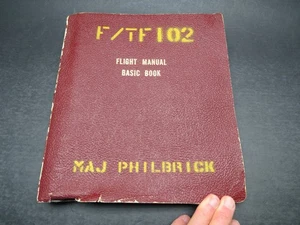 F/TF102
FLIGHT MANUAL
BASIC BOOK
MAJ PHILBRICK